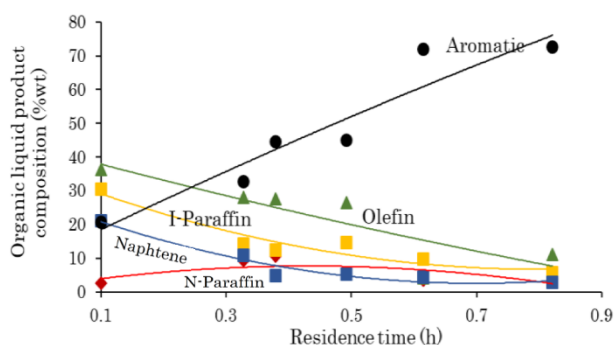 Organic liquid product
composition (%wt)
80
70
60
50
40
30
20
10
0
Aromatic
Olefin
I-Paraffin
Naphtene
N-Paraffin
0.1 0.3 0.5 0.7 0.9
Residence time (h)